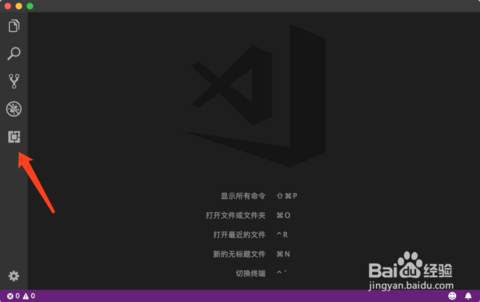 显示所有命令 ⇧⌘P
打开文件或文件夹 ⌘O
打开最近的文件 ^R
新的无标题文件 ⌘N
切换终端 ^`
Baidu 经验
jingyan.baidu.com
0 0